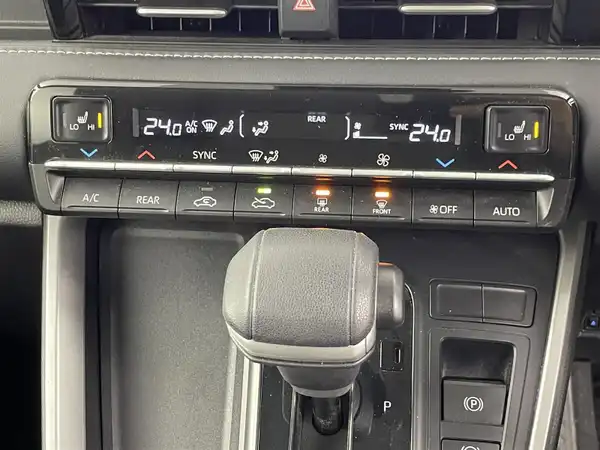 LO HI
24.0 A/C ON
REAR
SYNC 24.0
LO HI
SYNC
A/C
REAR
REAR
FRONT
OFF
AUTO
P
P